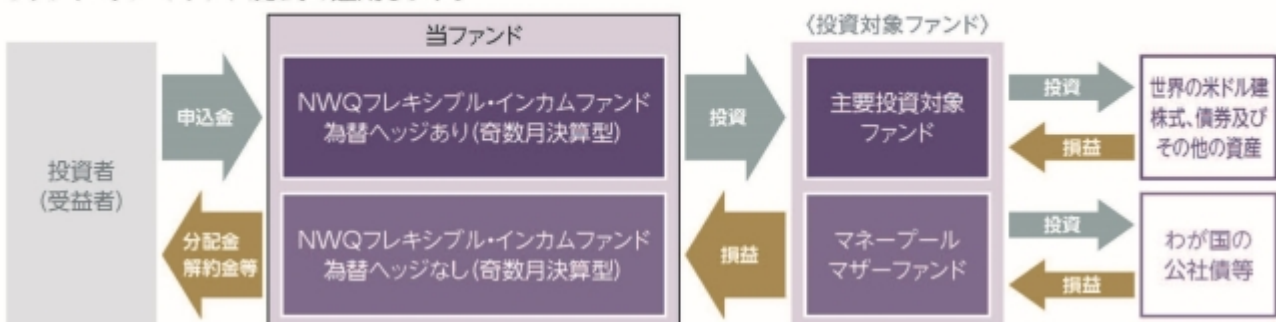 当ファンド
〈投資対象ファンド〉
投資者
(受益者)
申込金
分配金
解約金等
NWQフレキシブル・インカムファンド
為替ヘッジあり(奇数月決算型)
NWQフレキシブル・インカムファンド
為替ヘッジなし(奇数月決算型)
投資
損益
主要投資対象
ファンド
マネープール
マザーファンド
投資
損益
投資
損益
世界の米ドル建
株式、債券及び
その他の資産
わが国の
公社債等